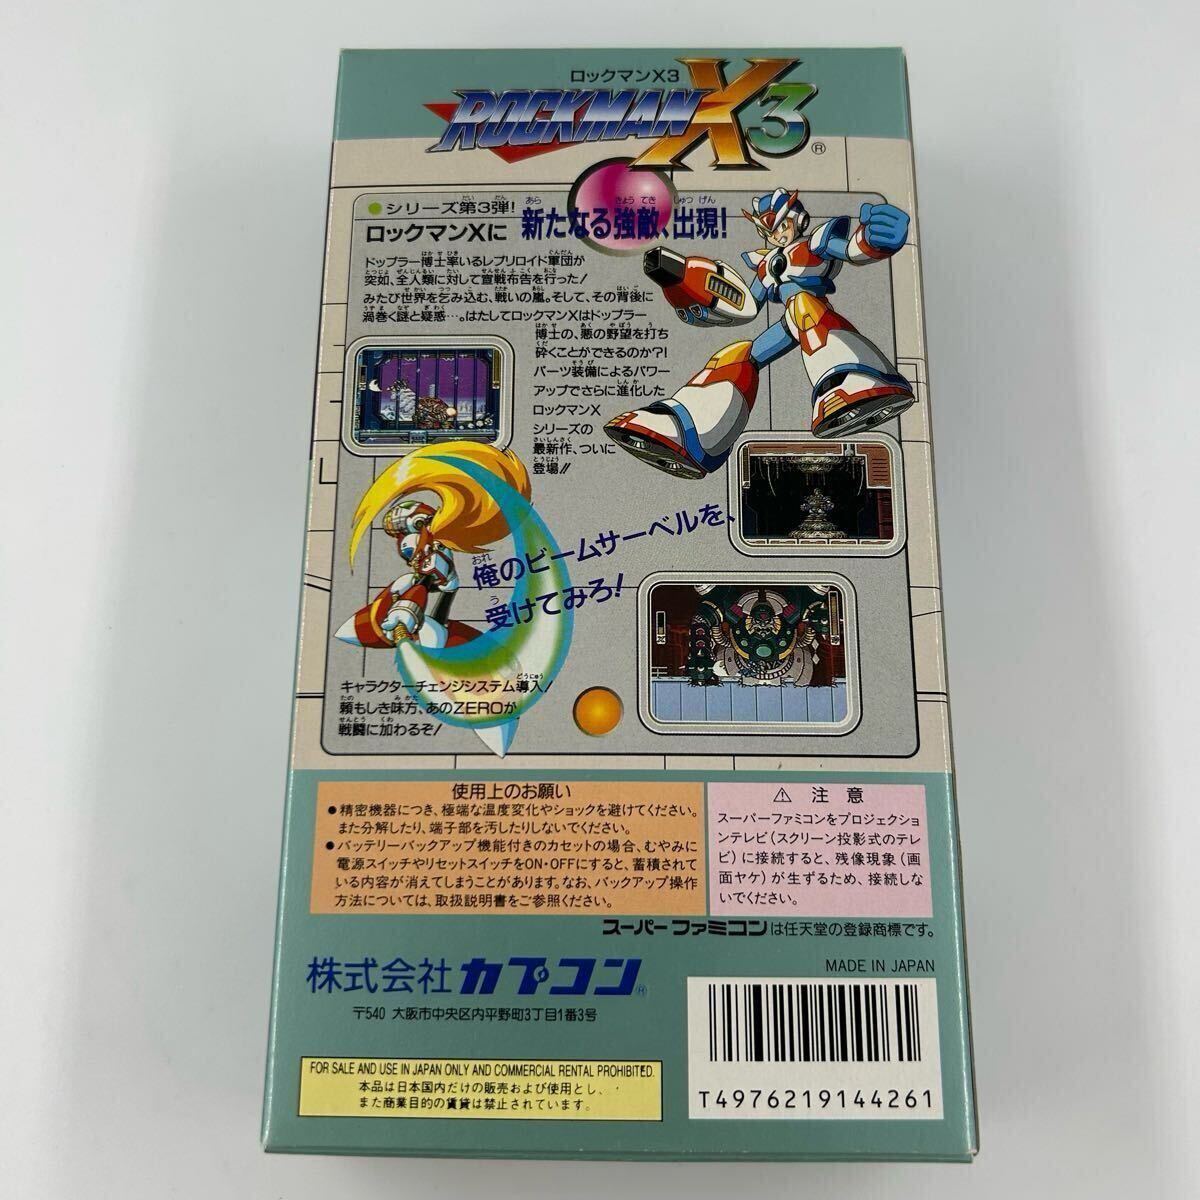 ロックマンX3
ROCKMAN X3®
●シリーズ第3弾!
ロックマンXに 新たなる強敵、出現!
ドップラー博士率いるレプリロイド軍団が
突如、全人類に対して宣戦布告を行った!
みたび世界を乞み込む、戦いの嵐。そして、その背後に
渦巻く謎と疑惑…。はたしてロックマンXはドップラー
博士の、悪の野望を打ち
砕くことができるのか?!
パーツ装備によるパワー
アップでさらに進化した
ロックマンX
シリーズの
最新作、ついに
登場!!
俺のビームサーベルを、
受けてみろ!
キャラクターチェンジシステム導入!
頼もしき味方、あのZEROが
戦闘に加わるぞ!
使用上のお願い
●精密機器につき、極端な温度変化やショックを避けてください。
また分解したり、端子部を汚したりしないでください。
●バッテリーバックアップ機能付きのカセットの場合、むやみに
電源スイッチやリセットスイッチをON・OFFにすると、蓄積されて
いる内容が消えてしまうことがあります。なお、バックアップ操作
方法については、取扱説明書をご参照ください。
⚠ 注意
スーパーファミコンをプロジェクショ
ンテレビ(スクリーン投影式のテレ
ビ)に接続すると、残像現象(画
面ヤケ)が生ずるため、接続しな
いでください。
スーパーファミコンは任天堂の登録商標です。
株式会社カプコン®
〒540 大阪市中央区内平野町3丁目1番3号
MADE IN JAPAN
FOR SALE AND USE IN JAPAN ONLY AND COMMERCIAL RENTAL PROHIBITED.
本品は日本国内だけの販売および使用とし、
また商業目的の賃貸は禁止されています。
T4976219144261